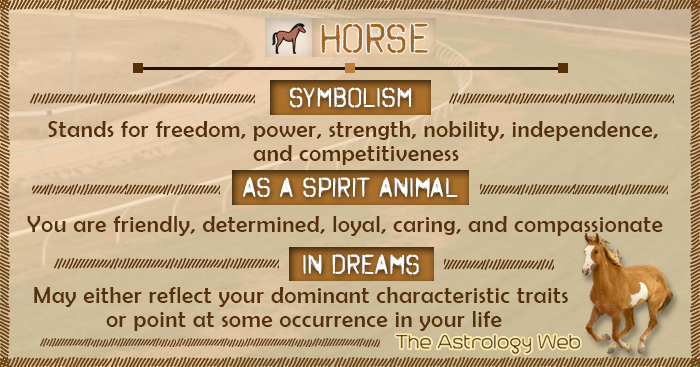 HORSE
SYMBOLISM
Stands for freedom, power, strength, nobility, independence,
and competitiveness
AS A SPIRIT ANIMAL
You are friendly, determined, loyal, caring, and compassionate
IN DREAMS
May either reflect your dominant characteristic traits
or point at some occurrence in your life
The Astrology Web